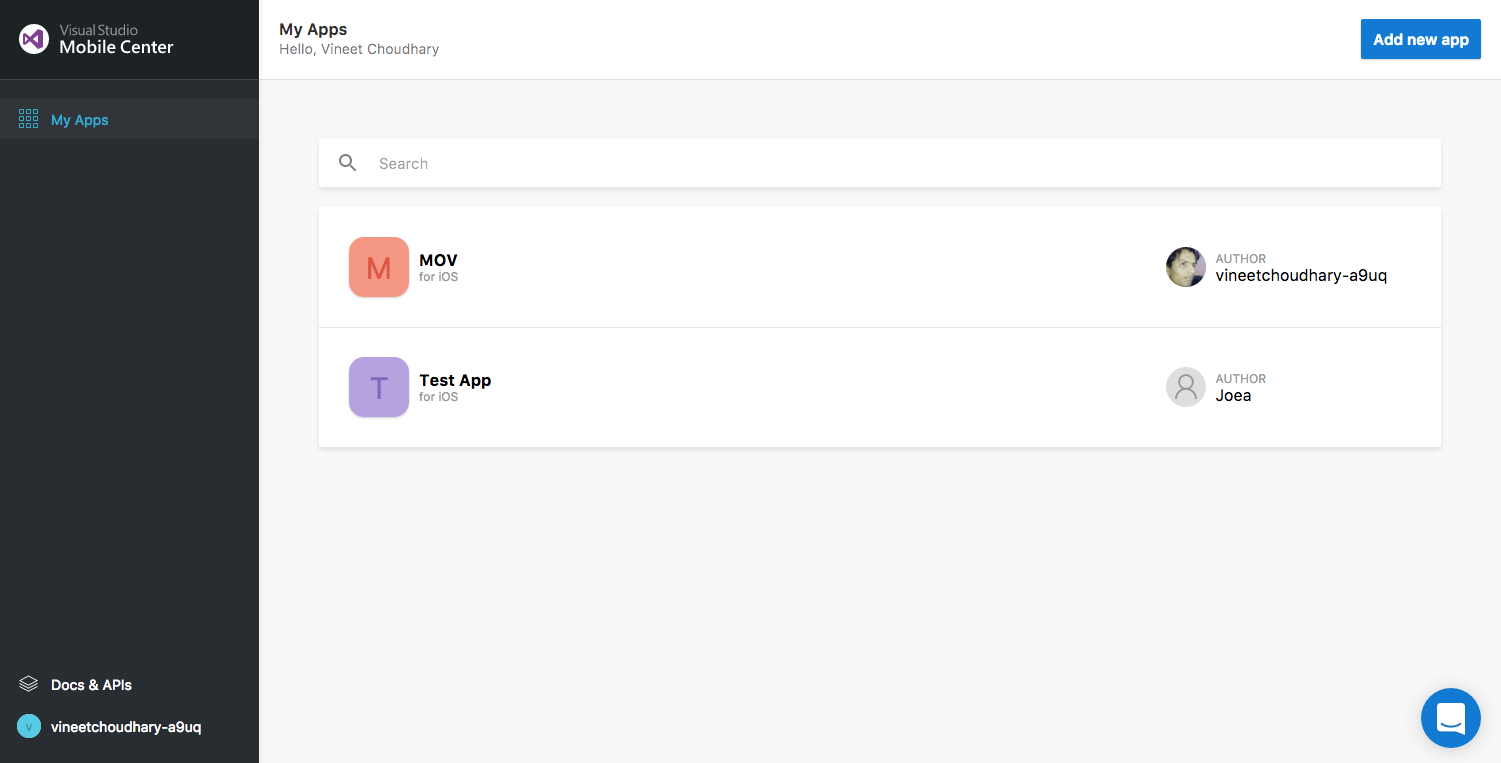 Visual Studio
Mobile Center
My Apps
Docs & APIs
v
vineetchoudhary-a9uq
My Apps
Hello, Vineet Choudhary
Add new app
Search
M
MOV
for iOS
AUTHOR
vineetchoudhary-a9uq
T
Test App
for iOS
AUTHOR
Joea